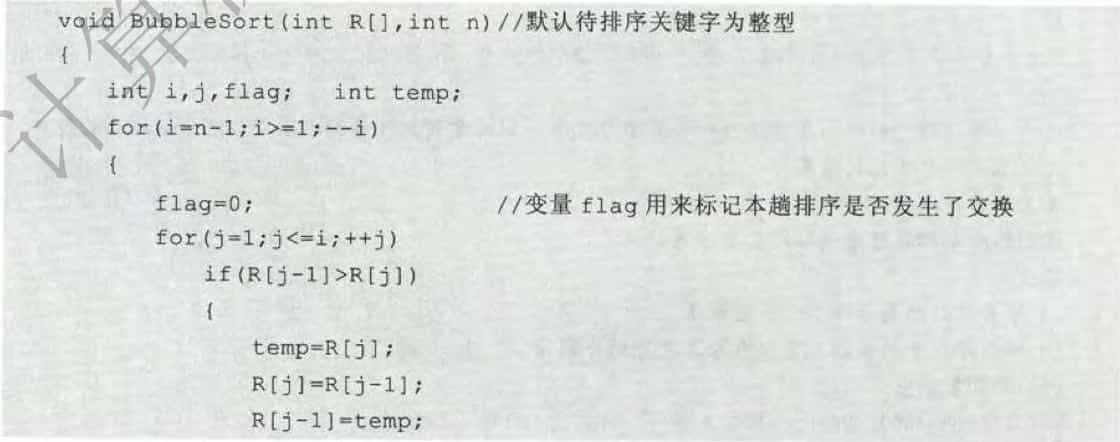 计算
void BubbleSort(int R[],int n)//默认待排序关键字为整型
{
int i,j,flag; int temp;
for(i=n-1;i>=1;--i)
{
flag=0; //变量 flag 用来标记本趟排序是否发生了交换
for(j=1;j<=i;++j)
if(R[j-1]>R[j])
{
temp=R[j];
R[j]=R[j-1];
R[j-1]=temp;